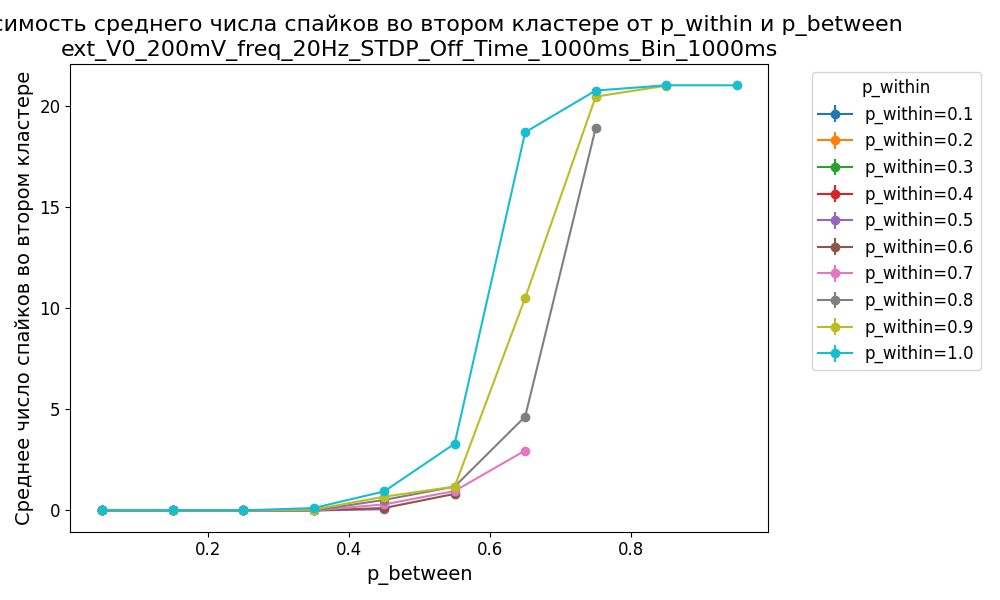 симость среднего числа спайков во втором кластере от p_within и p_between
ext_V0_200mV_freq_20Hz_STDP_Off_Time_1000ms_Bin_1000ms
Среднее число спайков во втором кластере
20
15
10
5
0
0.2
0.4
0.6
0.8
p_between
p_within
p_within=0.1
p_within=0.2
p_within=0.3
p_within=0.4
p_within=0.5
p_within=0.6
p_within=0.7
p_within=0.8
p_within=0.9
p_within=1.0